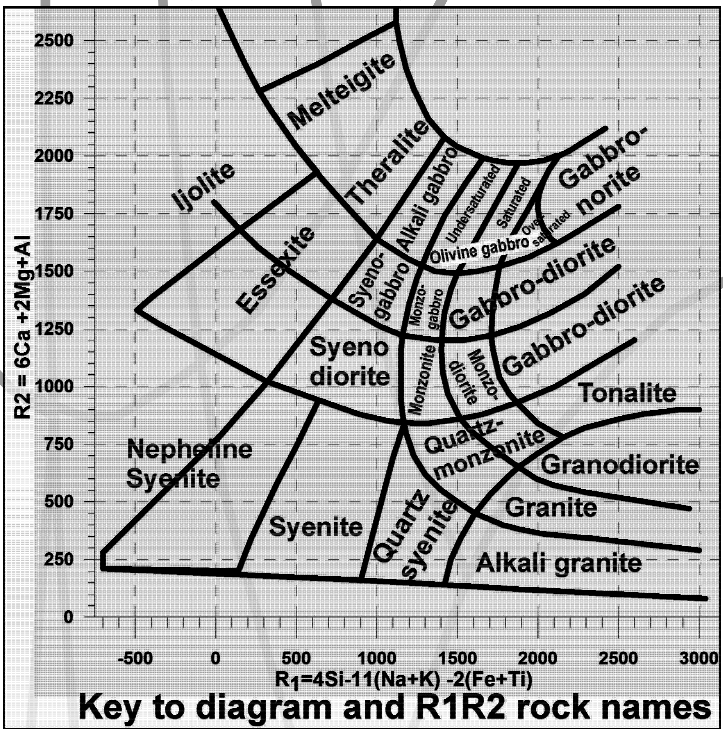 2500
2250
2000
1750
1500
1250
1000
750
500
250
0
R2 = 6Ca +2Mg+Al
Melteigite
Ijolite
Theralite
Essexite
Alkali gabbro
Undersaturated
Saturated
Over
saturated
Gabbro-
norite
Olivine gabbro
Syeno-
gabbro
Monzo-
gabbro
Gabbro-diorite
Gabbro-diorite
Syeno
diorite
Monzonite
Monzo-
diorite
Tonalite
Nepheline
Syenite
Quartz-
monzonite
Granodiorite
Syenite
Quartz
syenite
Granite
Alkali granite
-500 0 500 1000 1500 2000 2500 3000
R1=4Si-11(Na+K) -2(Fe+Ti)
Key to diagram and R1R2 rock names